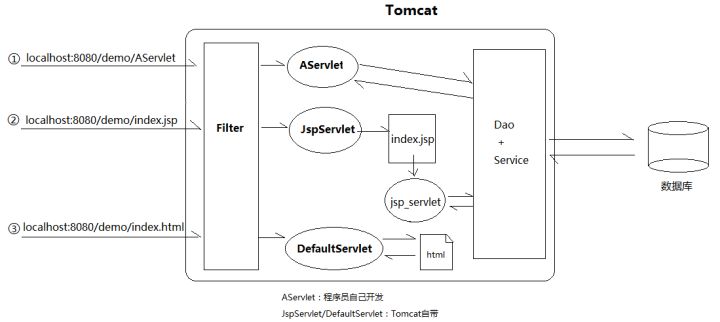 Tomcat
① localhost:8080/demo/AServlet
AServlet
② localhost:8080/demo/index.jsp
Filter
JspServlet
index.jsp
Dao
+
Service
jsp_servlet
数据库
③ localhost:8080/demo/index.html
DefaultServlet
html
AServlet：程序员自己开发
JspServlet/DefaultServlet：Tomcat自带